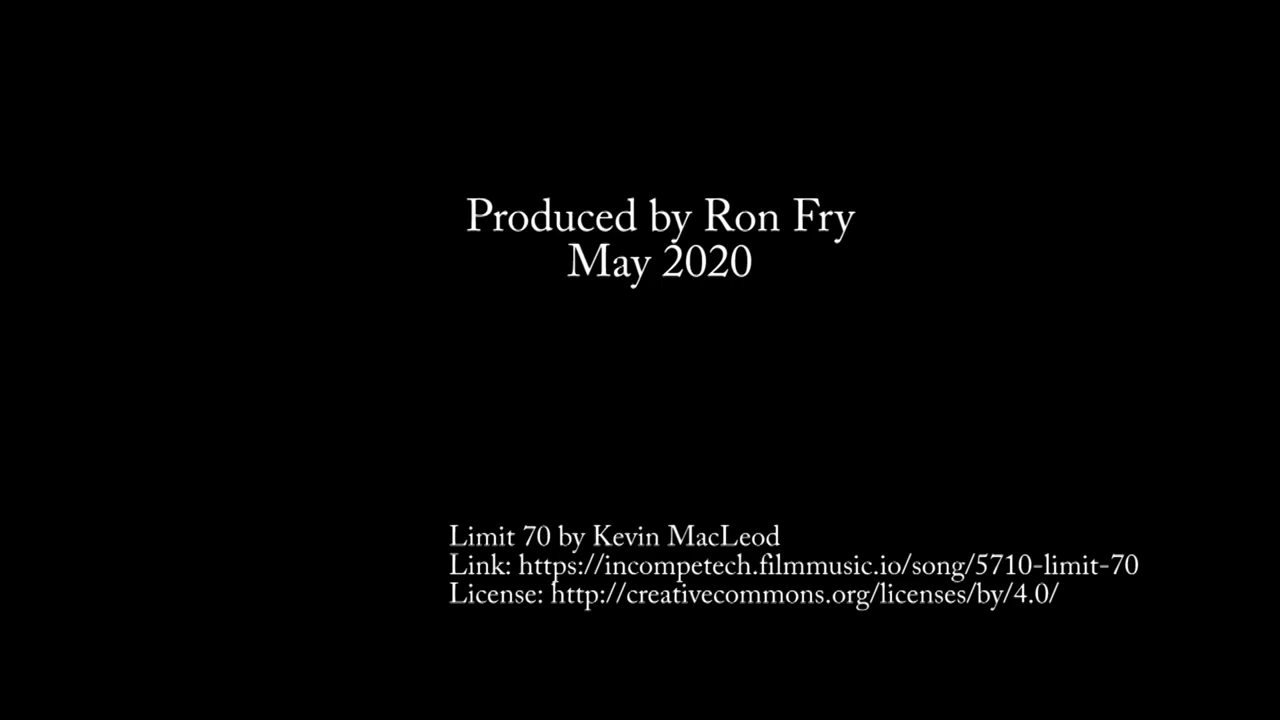 Produced by Ron Fry
May 2020
Limit 70 by Kevin MacLeod
Link: https://incompetech.filmmusic.io/song/5710-limit-70
License: http://creativecommons.org/licenses/by/4.0/